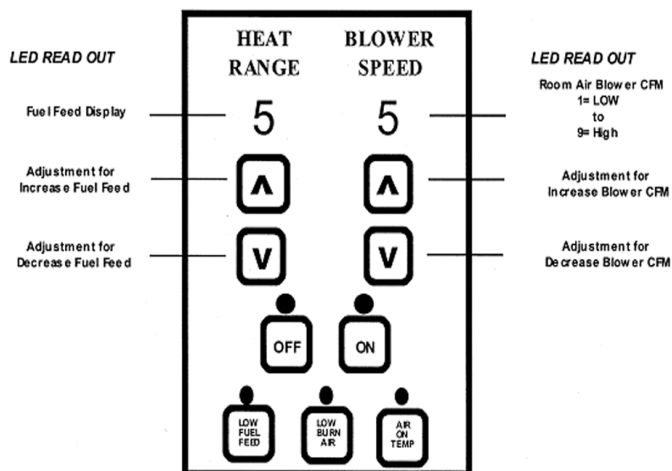 LED READ OUT
Fuel Feed Display
Adjustment for
Increase Fuel Feed
Adjustment for
Decrease Fuel Feed
HEAT
RANGE
5
BLOWER
SPEED
5
∧
∧
∨
∨
OFF
ON
LOW
FUEL
FEED
LOW
BURN
AIR
AIR
ON
TEMP
LED READ OUT
Room Air Blower CFM
1= LOW
to
9= High
Adjustment for
Increase Blower CFM
Adjustment for
Decrease Blower CFM